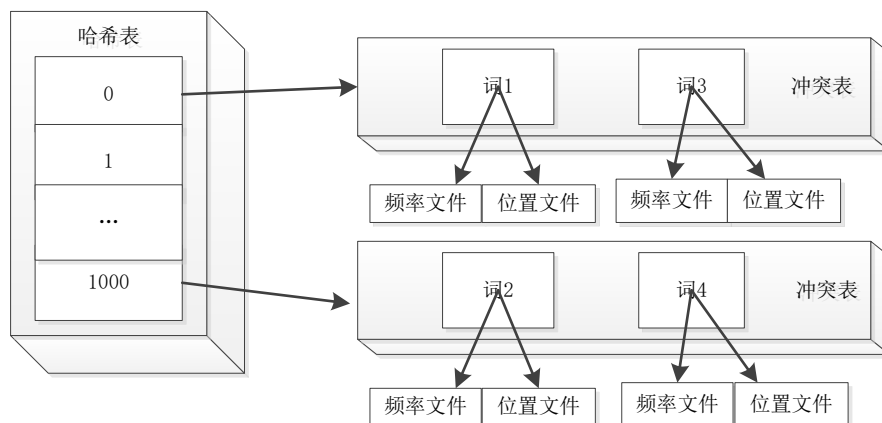 哈希表
0
1
...
1000
词1
词3
冲突表
频率文件 位置文件
频率文件 位置文件
词2
词4
冲突表
频率文件 位置文件
频率文件 位置文件